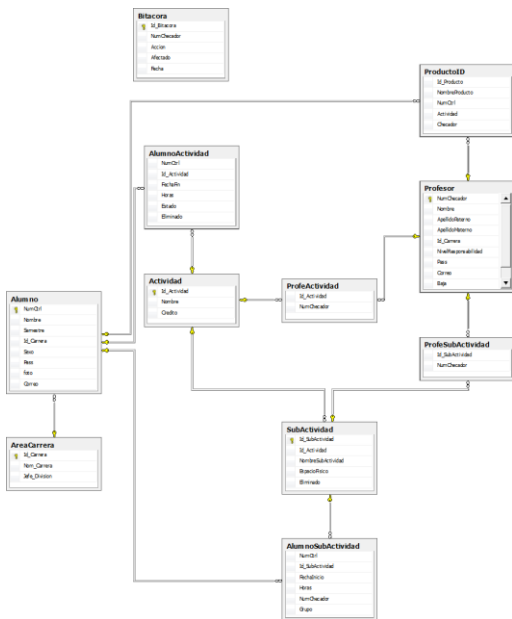 Bitacora
Id_Bitacora
NumChecador
Accion
Afectado
Fecha
ProductoID
Id_Producto
NombreProducto
NumCtrl
Actividad
Checador
AlumnoActividad
NumCtrl
Id_Actividad
FechaFin
Horas
Estado
Eliminado
Profesor
NumChecador
Nombre
ApellidoPaterno
ApellidoMaterno
Id_Carrera
NivelResponsabilidad
Pass
Correo
Baja
Actividad
Id_Actividad
Nombre
Credito
ProfeActividad
Id_Actividad
NumChecador
Alumno
NumCtrl
Nombre
Semestre
Id_Carrera
Sexo
Pass
foto
Correo
ProfeSubActividad
Id_SubActividad
NumChecador
AreaCarrera
Id_Carrera
Nom_Carrera
Jefe_Division
SubActividad
Id_SubActividad
Id_Actividad
NombreSubActividad
EspacioFisico
Eliminado
AlumnoSubActividad
NumCtrl
Id_SubActividad
FechaInicio
Horas
NumChecador
Grupo